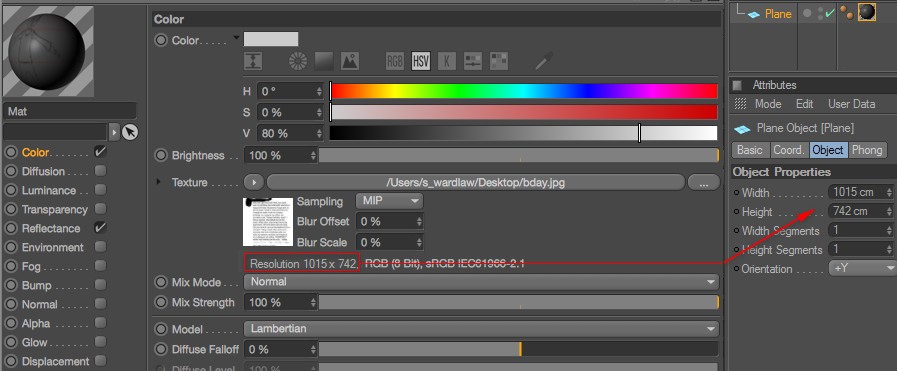 Color
Color
RGB HSV K
H 0 °
S 0 %
V 80 %
Brightness 100 %
Texture /Users/s_wardlaw/Desktop/bday.jpg ...
Sampling MIP
Blur Offset 0 %
Blur Scale 0 %
Resolution 1015 x 742, RGB (8 Bit), sRGB IEC61966-2.1
Mix Mode Normal
Mix Strength 100 %
Model Lambertian
Diffuse Falloff 0 %
Diffuse Level 100 %
Mat
Color
Diffusion
Luminance
Transparency
Reflectance
Environment
Fog
Bump
Normal
Alpha
Glow
Displacement
Plane
Attributes
Mode Edit User Data
Plane Object [Plane]
Basic Coord. Object Phong
Object Properties
Width 1015 cm
Height 742 cm
Width Segments 1
Height Segments 1
Orientation +Y